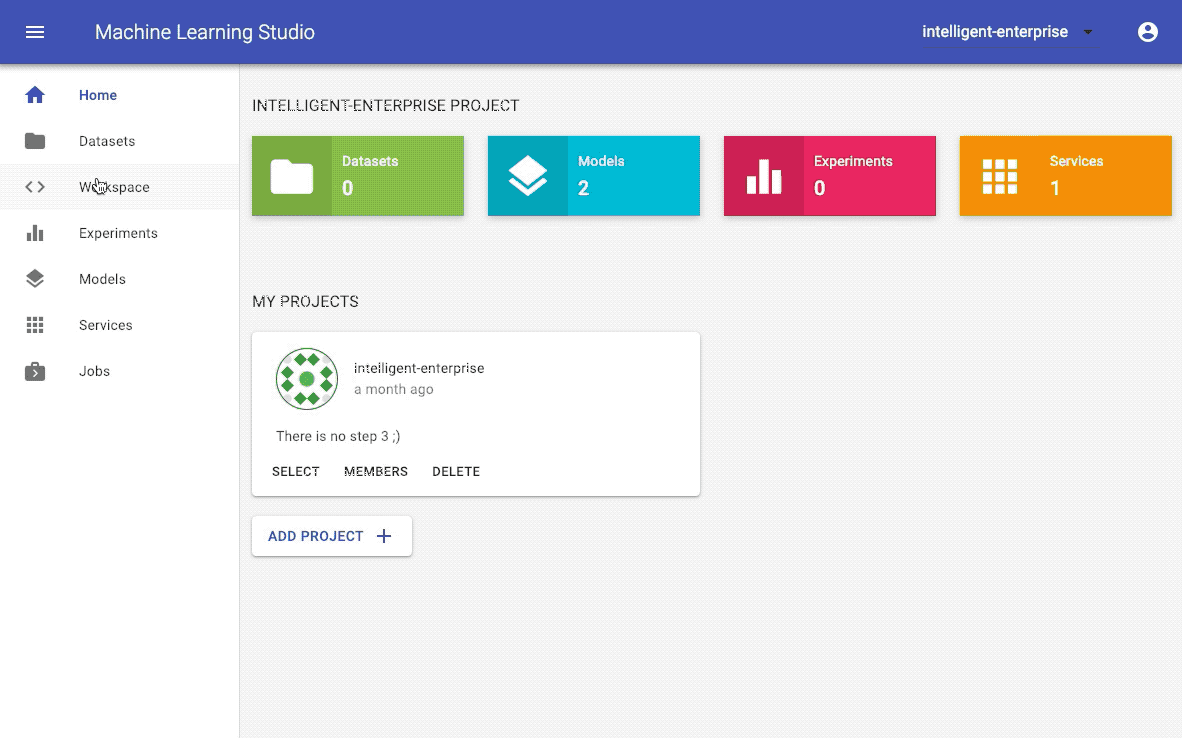 Machine Learning Studio
intelligent-enterprise
Home
Datasets
Workspace
Experiments
Models
Services
Jobs
INTELLIGENT-ENTERPRISE PROJECT
Datasets
0
Models
2
Experiments
0
Services
1
MY PROJECTS
intelligent-enterprise
a month ago
There is no step 3 ;)
SELECT MEMBERS DELETE
ADD PROJECT +